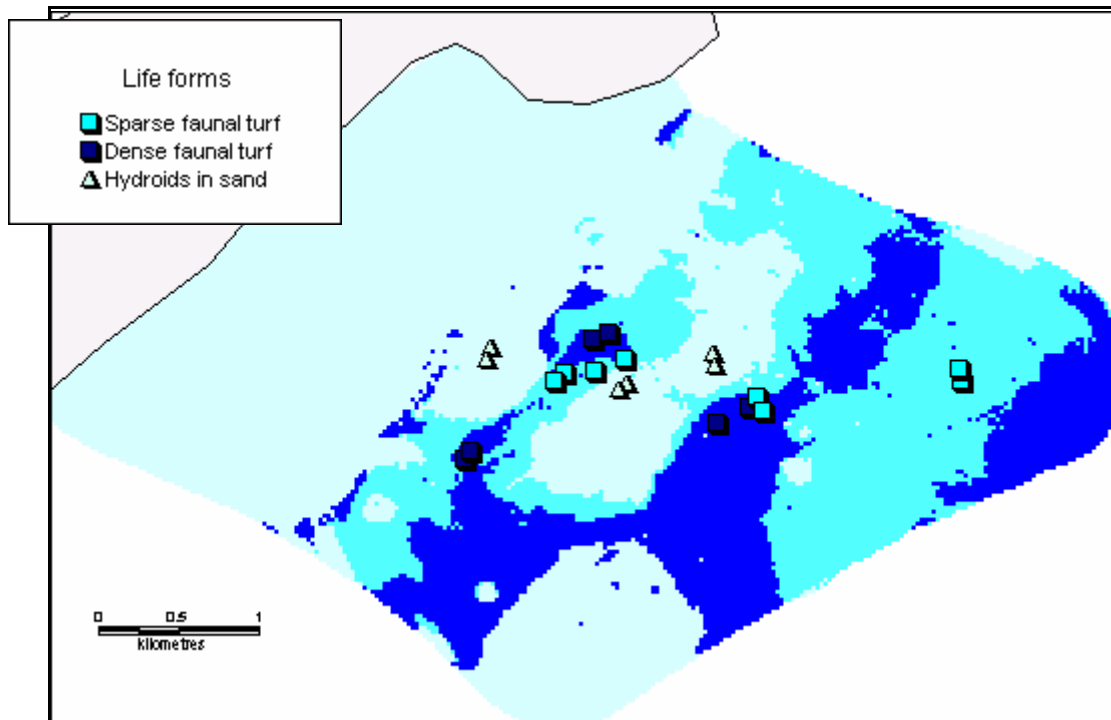 Life forms
Sparse faunal turf
Dense faunal turf
Hydroids in sand
0 0.5 1
kilometres